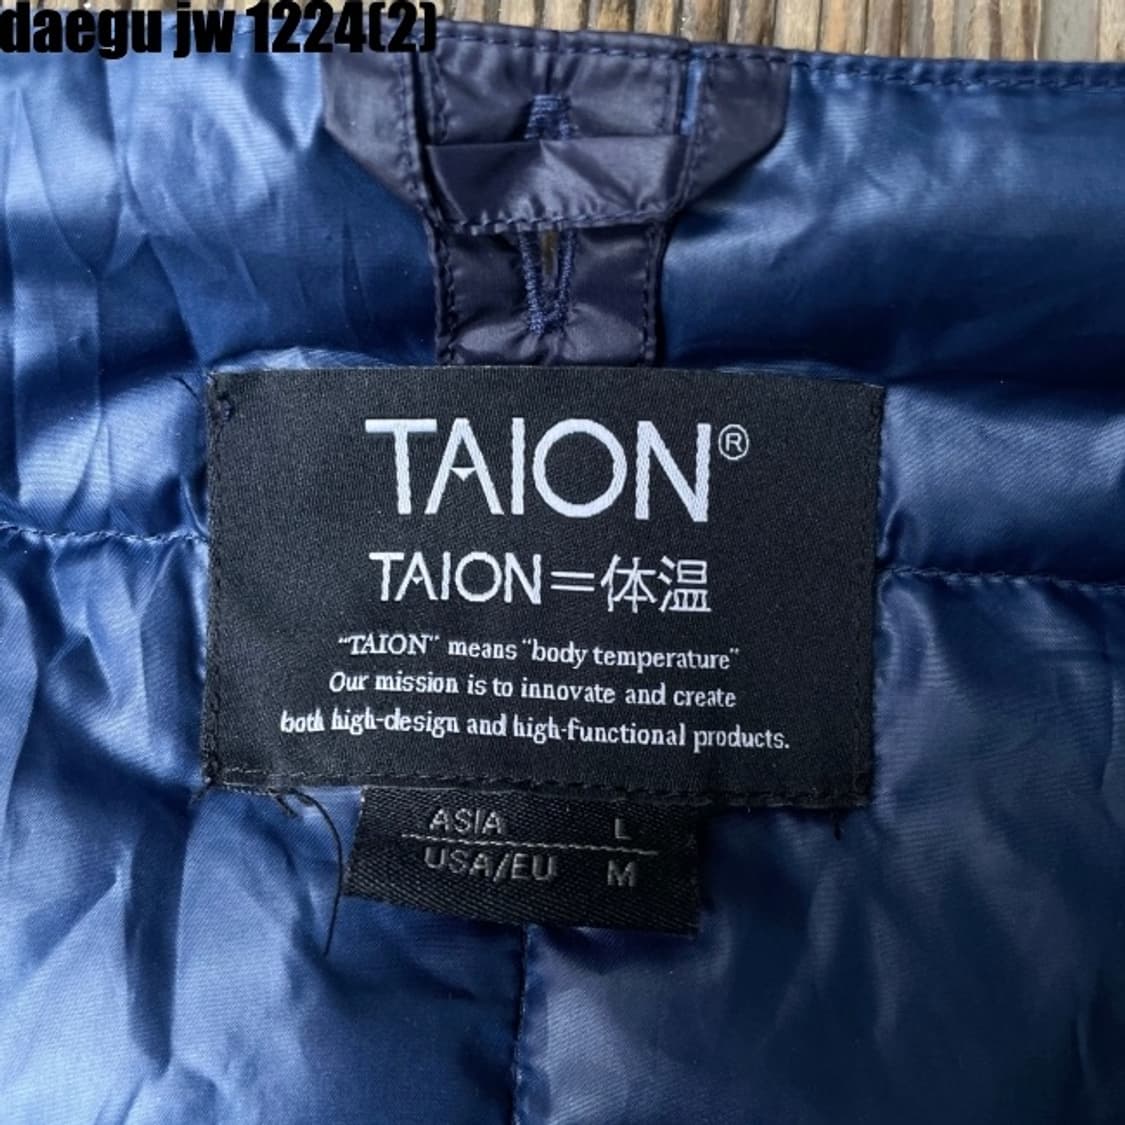 daegu jw 1224(2)
TAION®
TAION=体温
"TAION" means "body temperature"
Our mission is to innovate and create
both high-design and high-functional products.
ASIA L
USA/EU M